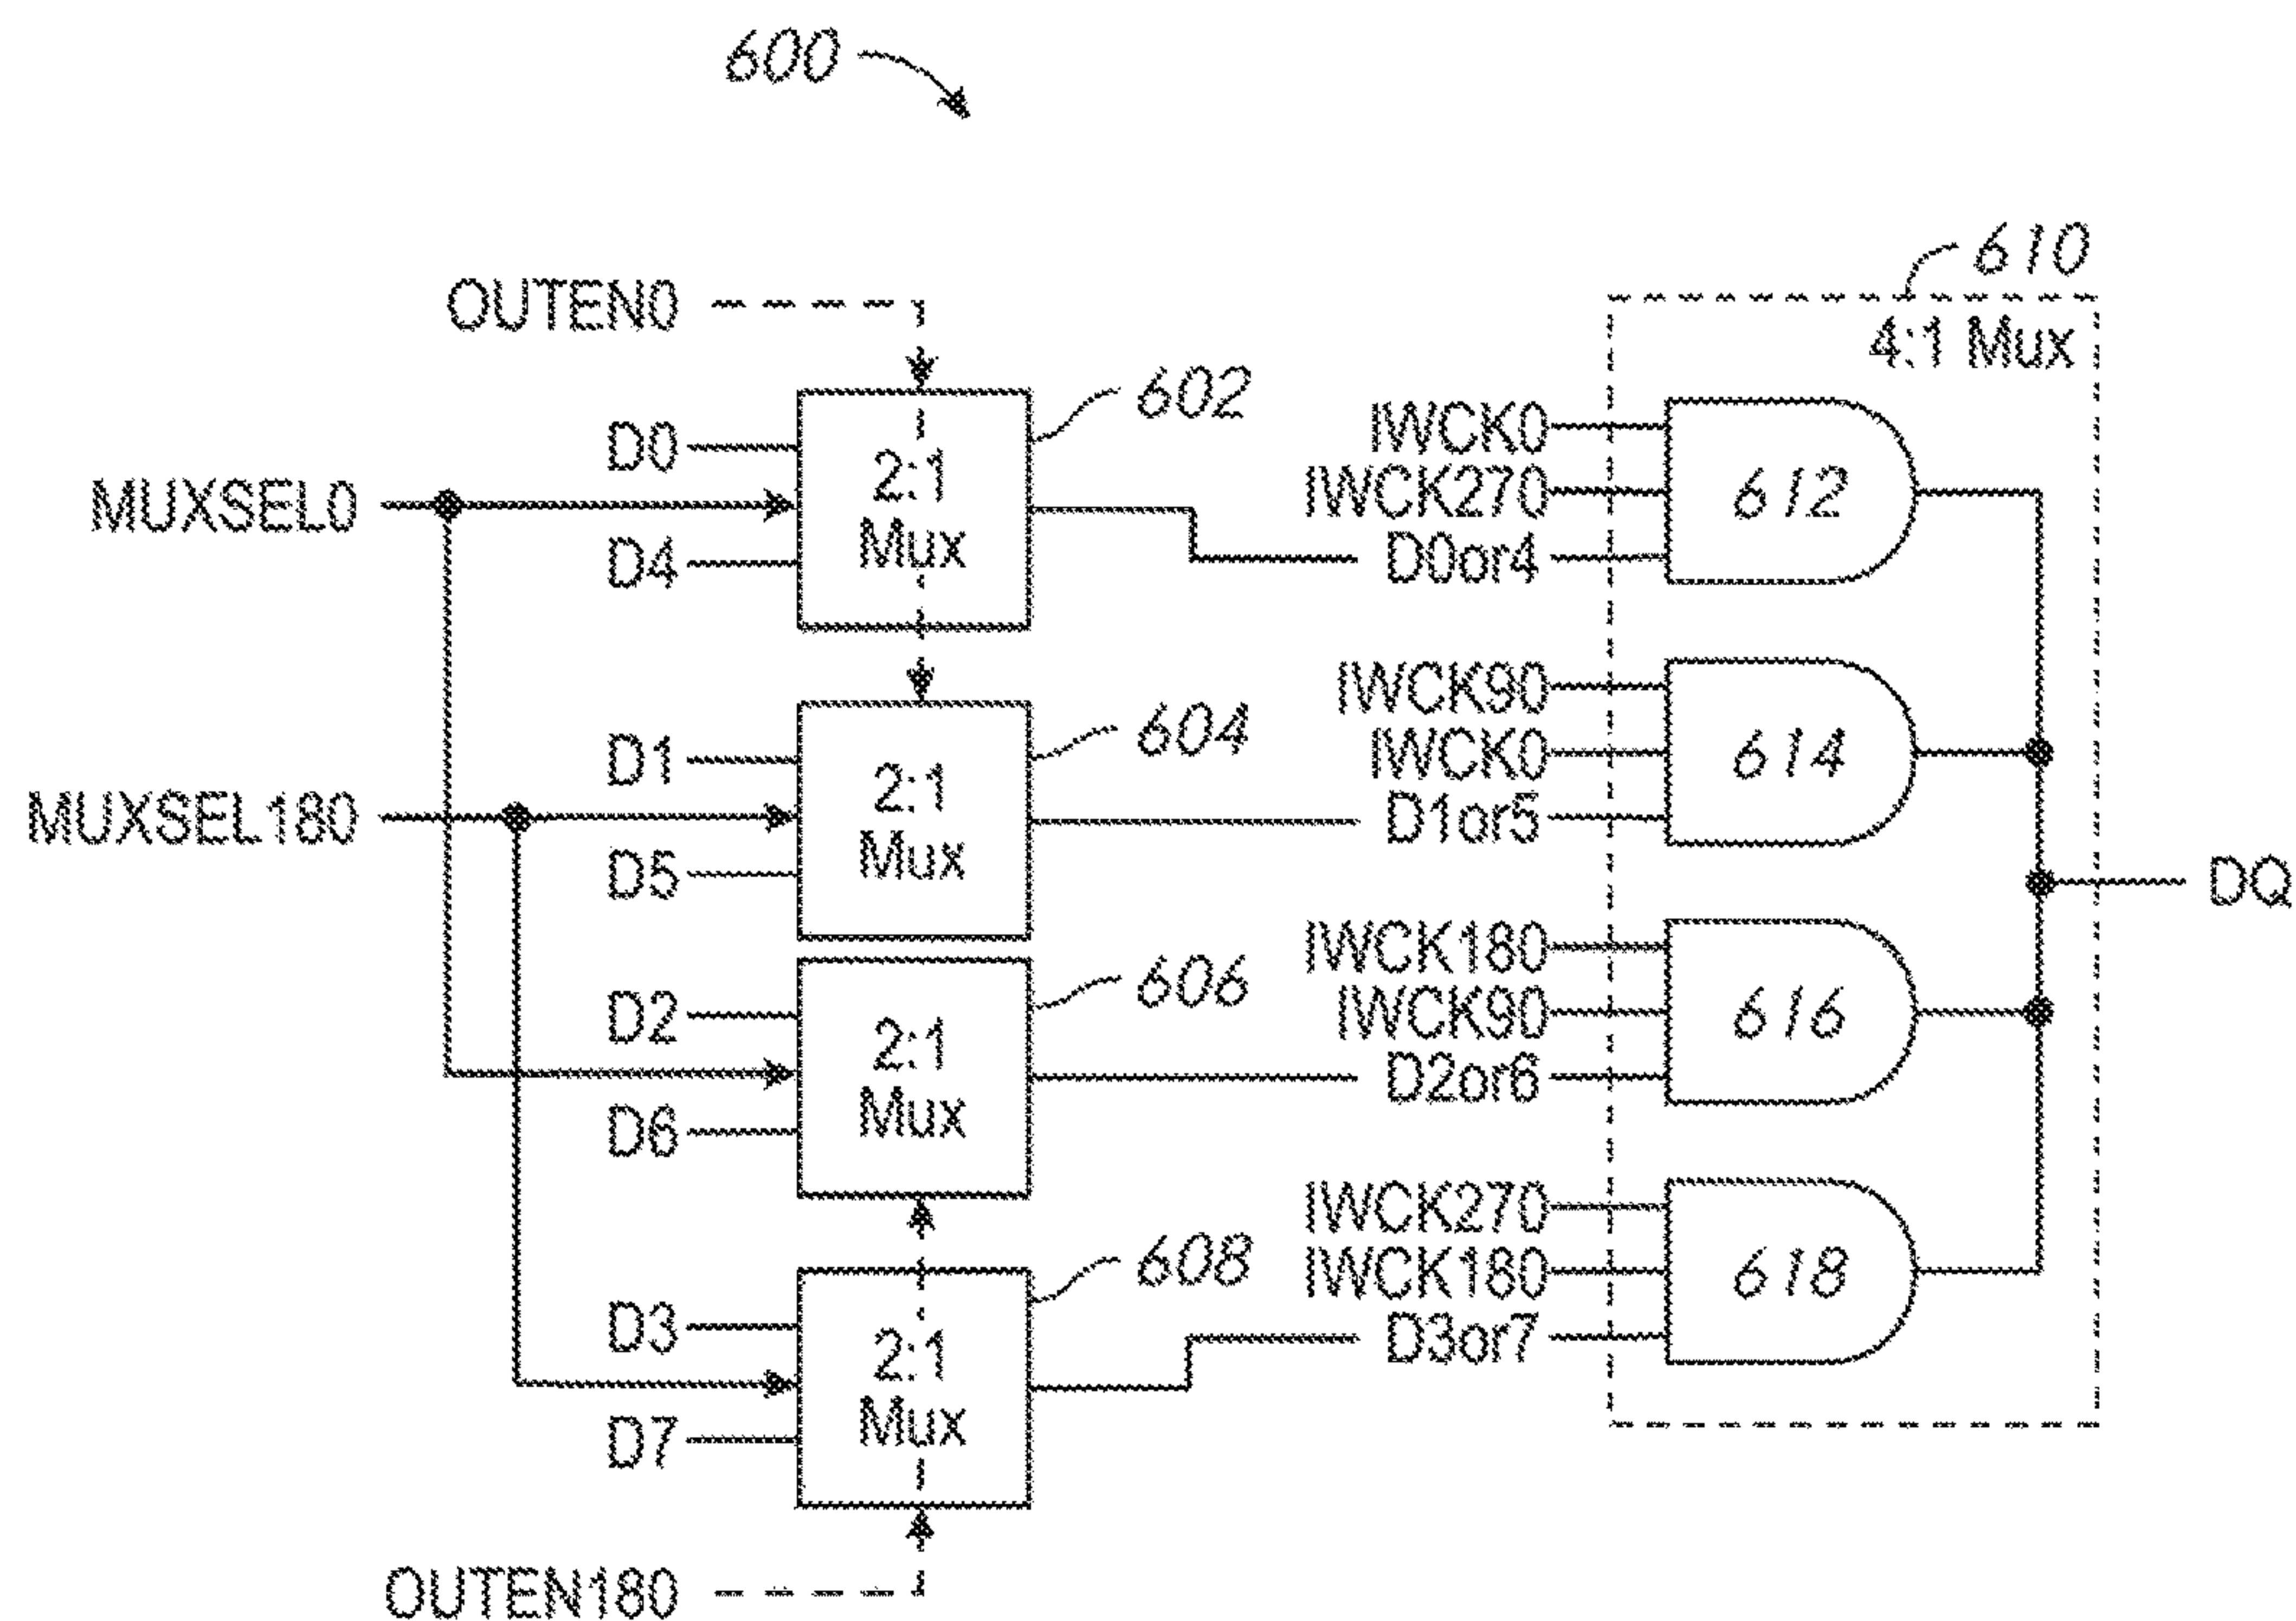 600
610
4:1 Mux
OUTEN0
602
D0
MUXSEL0
D4
2:1
Mux
IWCK0
IWCK270
D0or4
612
604
D1
MUXSEL180
D5
2:1
Mux
IWCK90
IWCK0
D1or5
614
DQ
606
D2
D6
2:1
Mux
IWCK180
IWCK90
D2or6
616
608
D3
D7
2:1
Mux
IWCK270
IWCK180
D3or7
618
OUTEN180